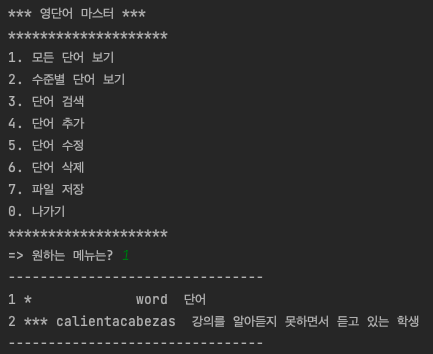 *** 영단어 마스터 ***
********************
1. 모든 단어 보기
2. 수준별 단어 보기
3. 단어 검색
4. 단어 추가
5. 단어 수정
6. 단어 삭제
7. 파일 저장
0. 나가기
********************
=> 원하는 메뉴는? 1
--------------------------------
1 *             word  단어
2 *** calientacabezas  강의를 알아듣지 못하면서 듣고 있는 학생
--------------------------------